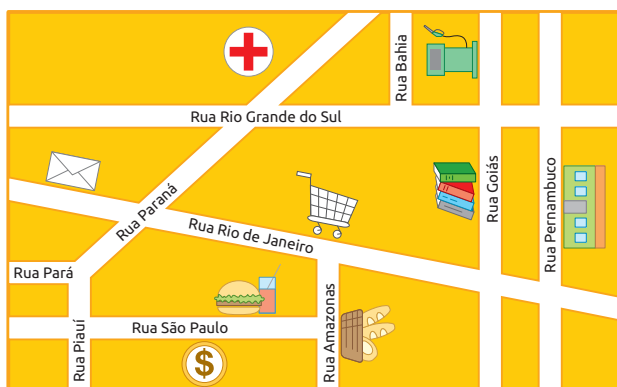 Rua Bahia
Rua Rio Grande do Sul
Rua Paraná
Rua Goiás
Rua Pernambuco
Rua Rio de Janeiro
Rua Pará
Rua São Paulo
Rua Piauí
Rua Amazonas
$